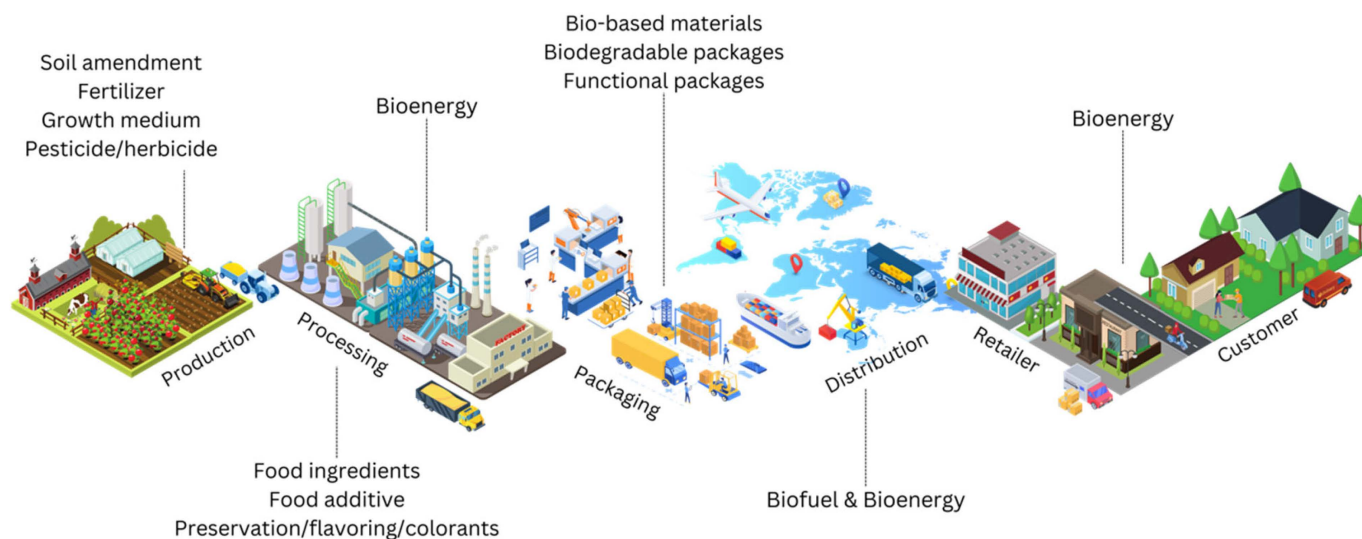 Bio-based materials
Biodegradable packages
Functional packages
Soil amendment
Fertilizer
Growth medium
Pesticide/herbicide
Bioenergy
Bioenergy
FACTORY
Production
Processing
Packaging
Distribution
Retailer
Customer
Food ingredients
Food additive
Preservation/flavoring/colorants
Biofuel & Bioenergy